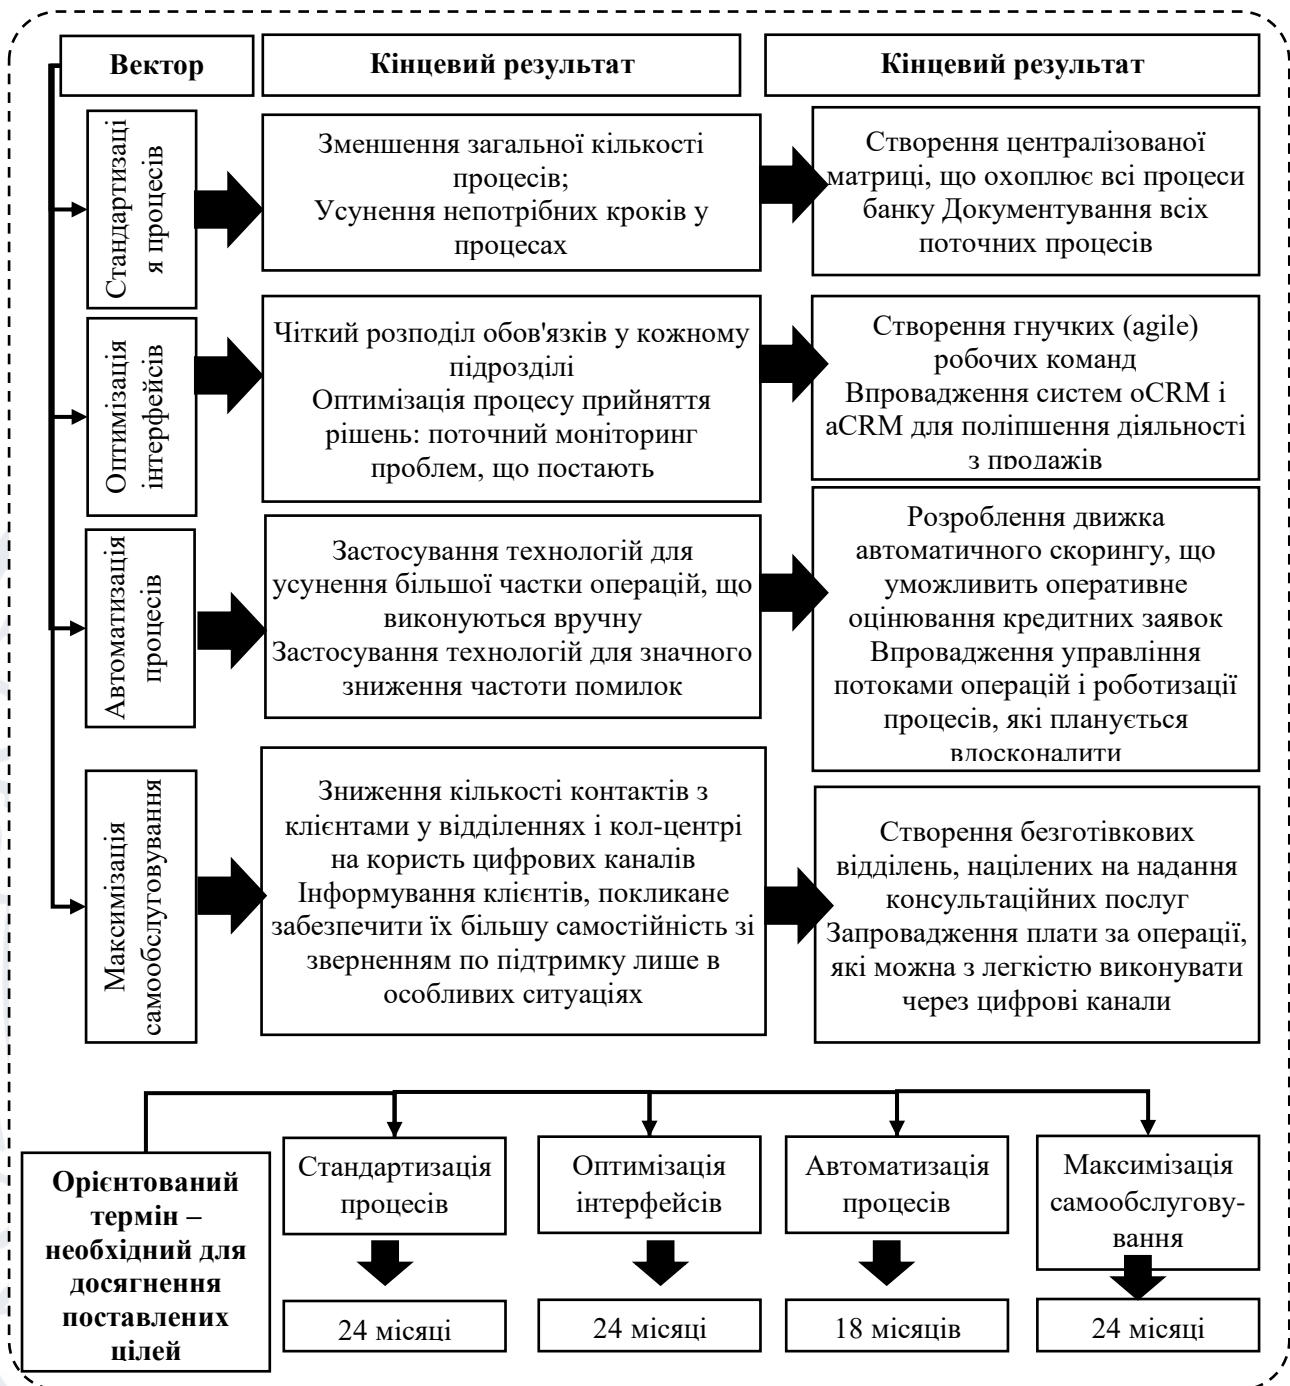 Вектор
Кінцевий результат
Кінцевий результат
Стандартизаці
я процесів
Зменшення загальної кількості
процесів;
Усунення непотрібних кроків у
процесах
Створення централізованої
матриці, що охоплює всі процеси
банку Документування всіх
поточних процесів
Оптимізація
інтерфейсів
Чіткий розподіл обов'язків у кожному
підрозділі
Оптимізація процесу прийняття
рішень: поточний моніторинг
проблем, що постають
Створення гнучких (agile)
робочих команд
Впровадження систем oCRM і
aCRM для поліпшення діяльності
з продажів
Автоматизація
процесів
Застосування технологій для
усунення більшої частки операцій, що
виконуються вручну
Застосування технологій для значного
зниження частоти помилок
Розроблення движка
автоматичного скорингу, що
уможливить оперативне
оцінювання кредитних заявок
Впровадження управління
потоками операцій і роботизації
процесів, які планується
вдосконалити
Максимізація
самообслуговування
Зниження кількості контактів з
клієнтами у відділеннях і кол-центрі
на користь цифрових каналів
Інформування клієнтів, покликане
забезпечити їх більшу самостійність зі
зверненням по підтримку лише в
особливих ситуаціях
Створення безготівкових
відділень, націлених на надання
консультаційних послуг
Запровадження плати за операції,
які можна з легкістю виконувати
через цифрові канали
Орієнтований
термін –
необхідний для
досягнення
поставлених
цілей
Стандартизація
процесів
Оптимізація
інтерфейсів
Автоматизація
процесів
Максимізація
самообслугову-
вання
24 місяці
24 місяці
18 місяців
24 місяці